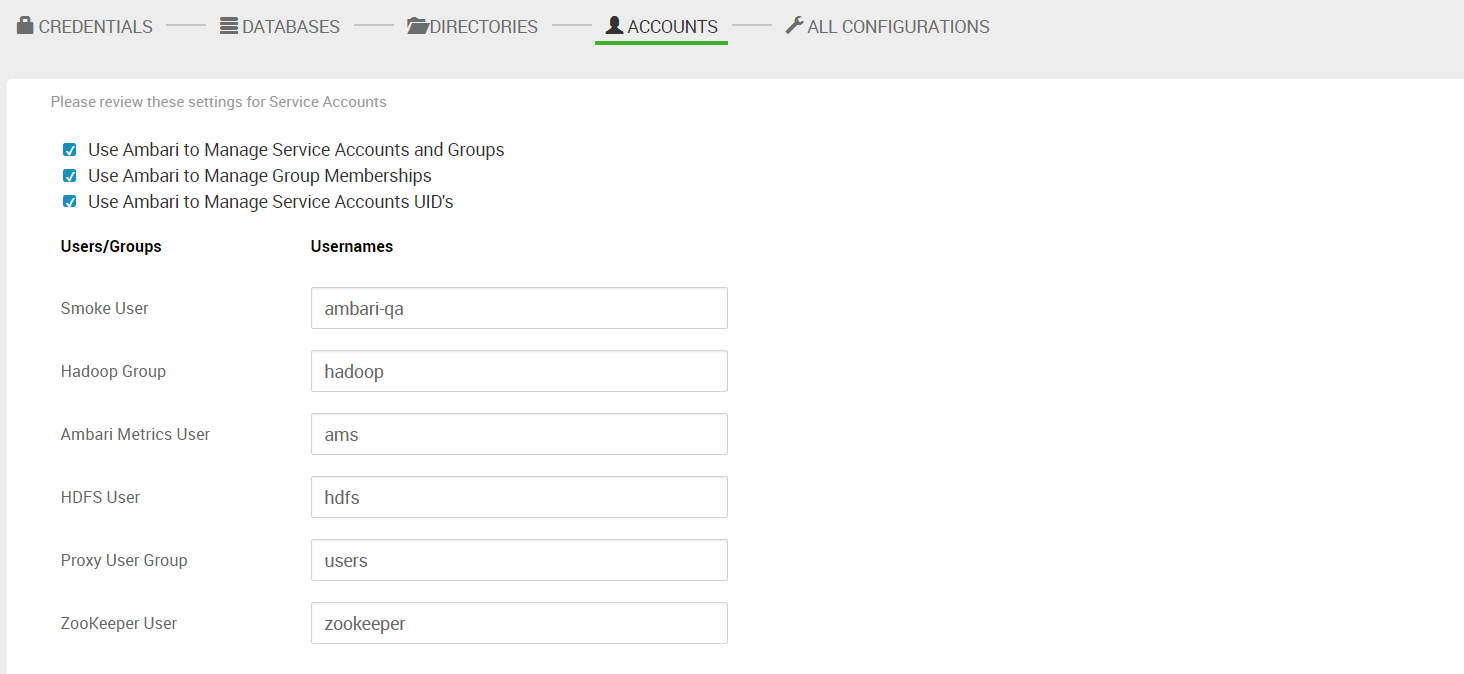 CREDENTIALS DATABASES DIRECTORIES ACCOUNTS ALL CONFIGURATIONS
Please review these settings for Service Accounts
Use Ambari to Manage Service Accounts and Groups
Use Ambari to Manage Group Memberships
Use Ambari to Manage Service Accounts UID's
Users/Groups Usernames
Smoke User ambari-qa
Hadoop Group hadoop
Ambari Metrics User ams
HDFS User hdfs
Proxy User Group users
ZooKeeper User zookeeper